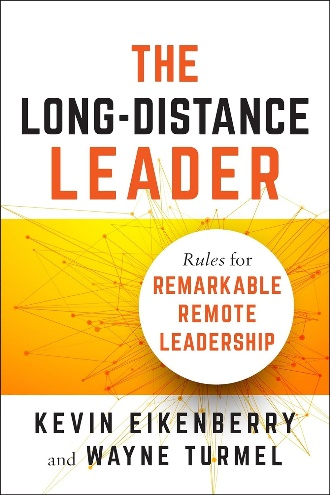 THE
LONG-DISTANCE
LEADER
Rules for
REMARKABLE
REMOTE
LEADERSHIP
KEVIN EIKENBERRY
and WAYNE TURMEL